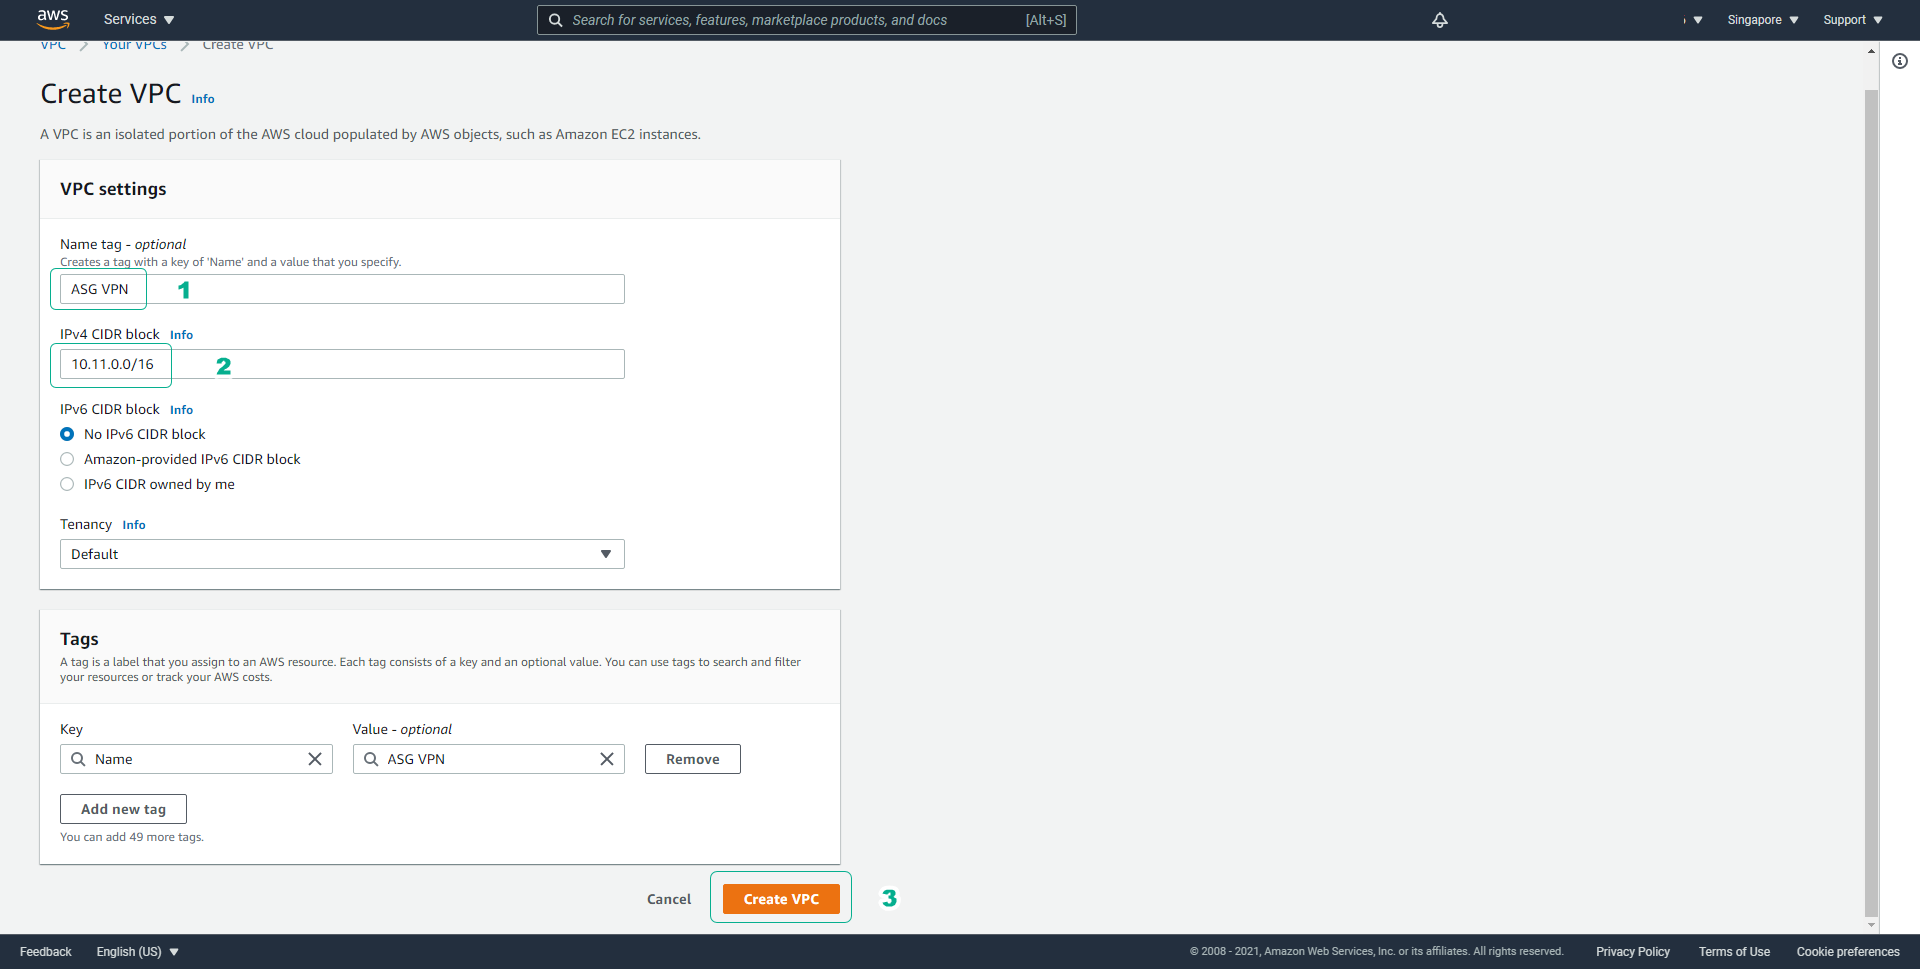 aws Services Search for services, features, marketplace products, and docs [Alt+S] Singapore Support
VPC Your VPCs Create VPC
Create VPC Info
A VPC is an isolated portion of the AWS cloud populated by AWS objects, such as Amazon EC2 instances.
VPC settings
Name tag - optional
Creates a tag with a key of 'Name' and a value that you specify.
ASG VPN 1
IPv4 CIDR block Info
10.11.0.0/16 2
IPv6 CIDR block Info
No IPv6 CIDR block
Amazon-provided IPv6 CIDR block
IPv6 CIDR owned by me
Tenancy Info
Default
Tags
A tag is a label that you assign to an AWS resource. Each tag consists of a key and an optional value. You can use tags to search and filter
your resources or track your AWS costs.
Key Value - optional
Name ASG VPN Remove
Add new tag
You can add 49 more tags.
Cancel Create VPC 3
Feedback English (US) © 2008 - 2021, Amazon Web Services, Inc. or its affiliates. All rights reserved. Privacy Policy Terms of Use Cookie preferences